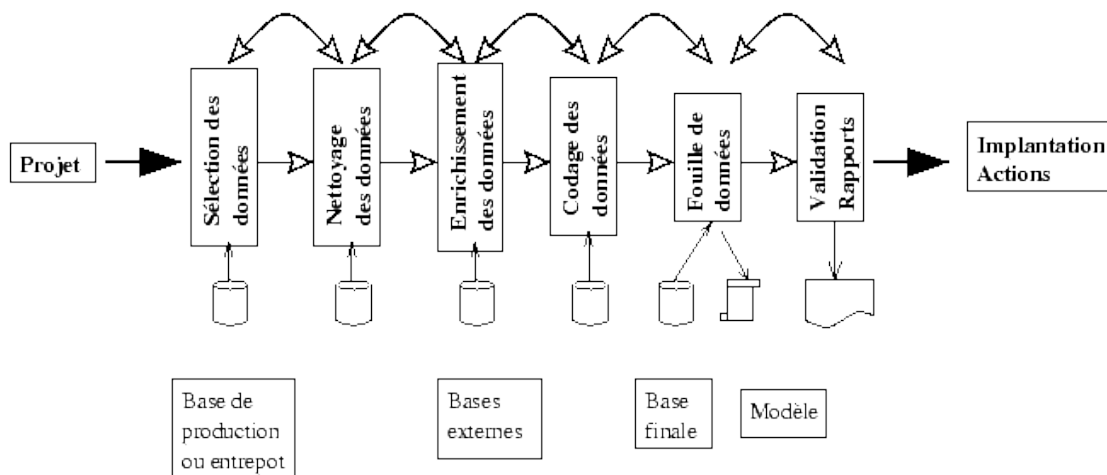 Projet
Sélection des
données
Nettoyage
des données
Enrichissement
des données
Codage des
données
Fouille de
données
Validation
Rapports
Implantation
Actions
Base de
production
ou entrepot
Bases
externes
Base
finale
Modèle